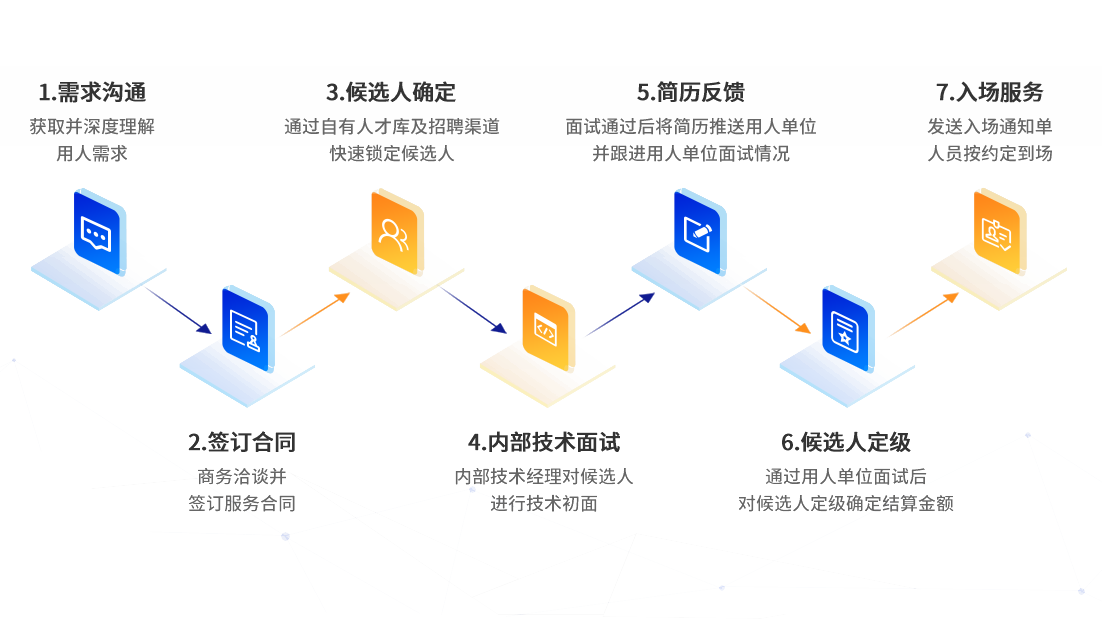 1.需求沟通
获取并深度理解
用人需求
2.签订合同
商务洽谈并
签订服务合同
3.候选人确定
通过自有人才库及招聘渠道
快速锁定候选人
4.内部技术面试
内部技术经理对候选人
进行技术初面
5.简历反馈
面试通过后将简历推送用人单位
并跟进用人单位面试情况
6.候选人定级
通过用人单位面试后
对候选人定级确定结算金额
7.入场服务
发送入场通知单
人员按约定到场